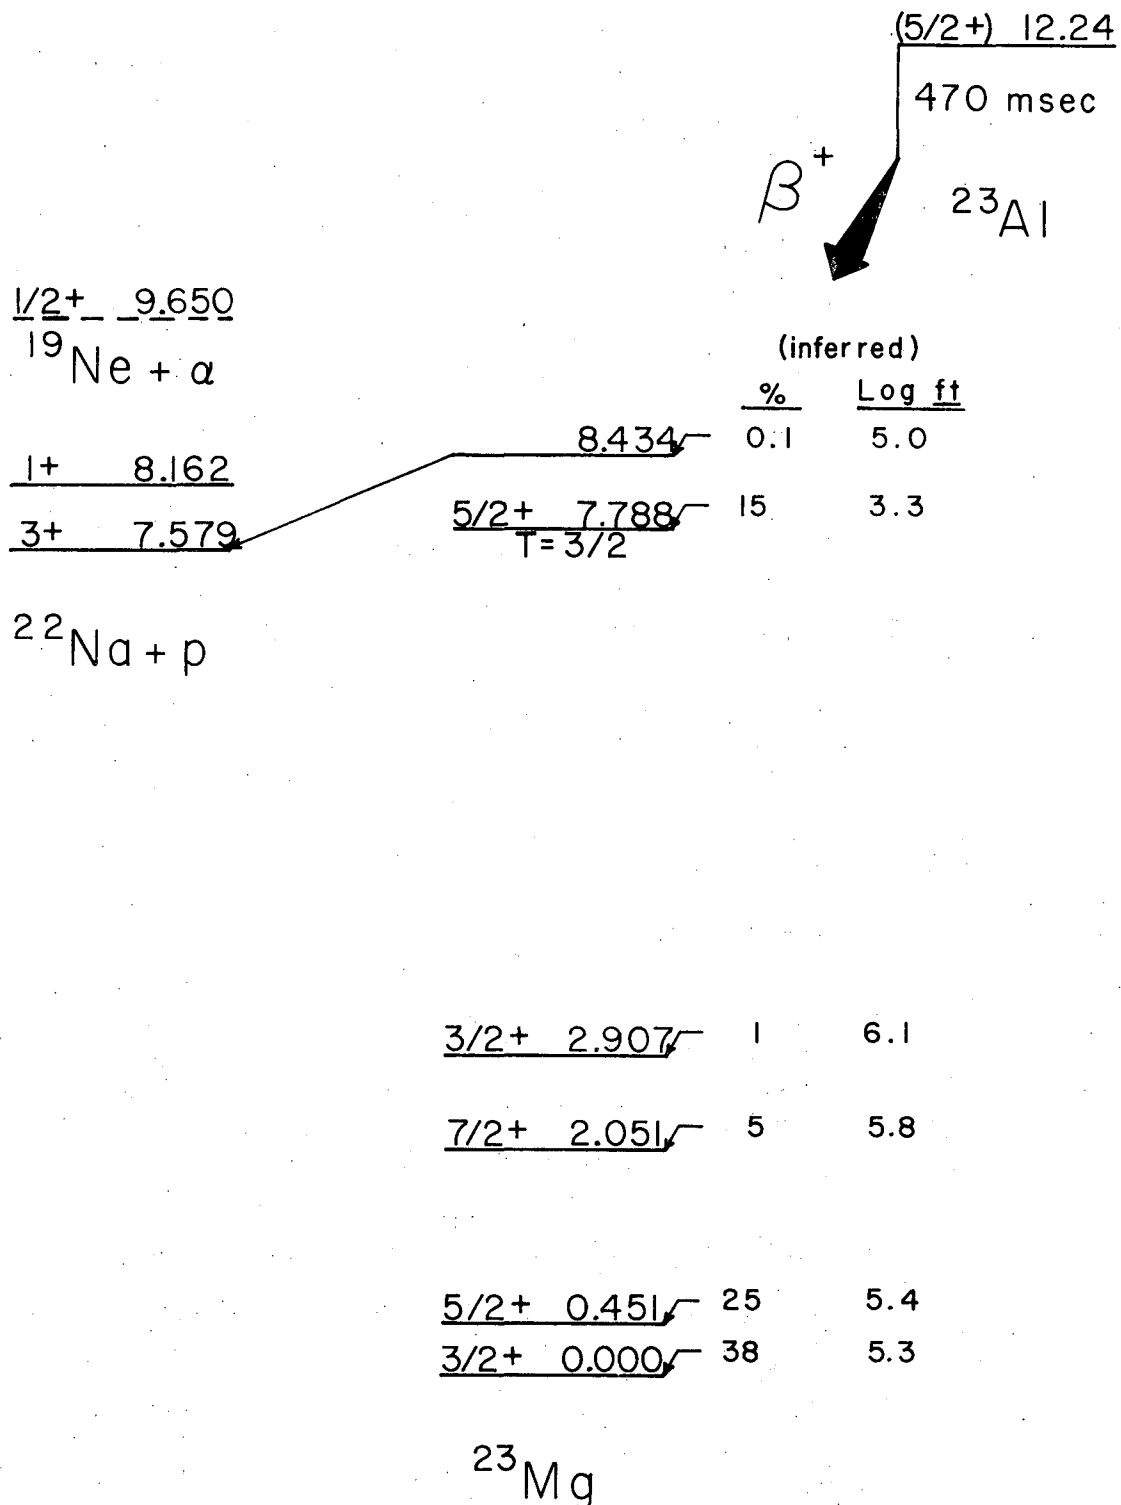 (5/2+) 12.24
470 msec
β+
23Al
1/2+ 9.650
19Ne + α
(inferred)
% Log ft
8.434 0.1 5.0
1+ 8.162
5/2+ 7.788 15 3.3
T = 3/2
3+ 7.579
22Na + p
3/2+ 2.907 1 6.1
7/2+ 2.051 5 5.8
5/2+ 0.451 25 5.4
3/2+ 0.000 38 5.3
23Mg